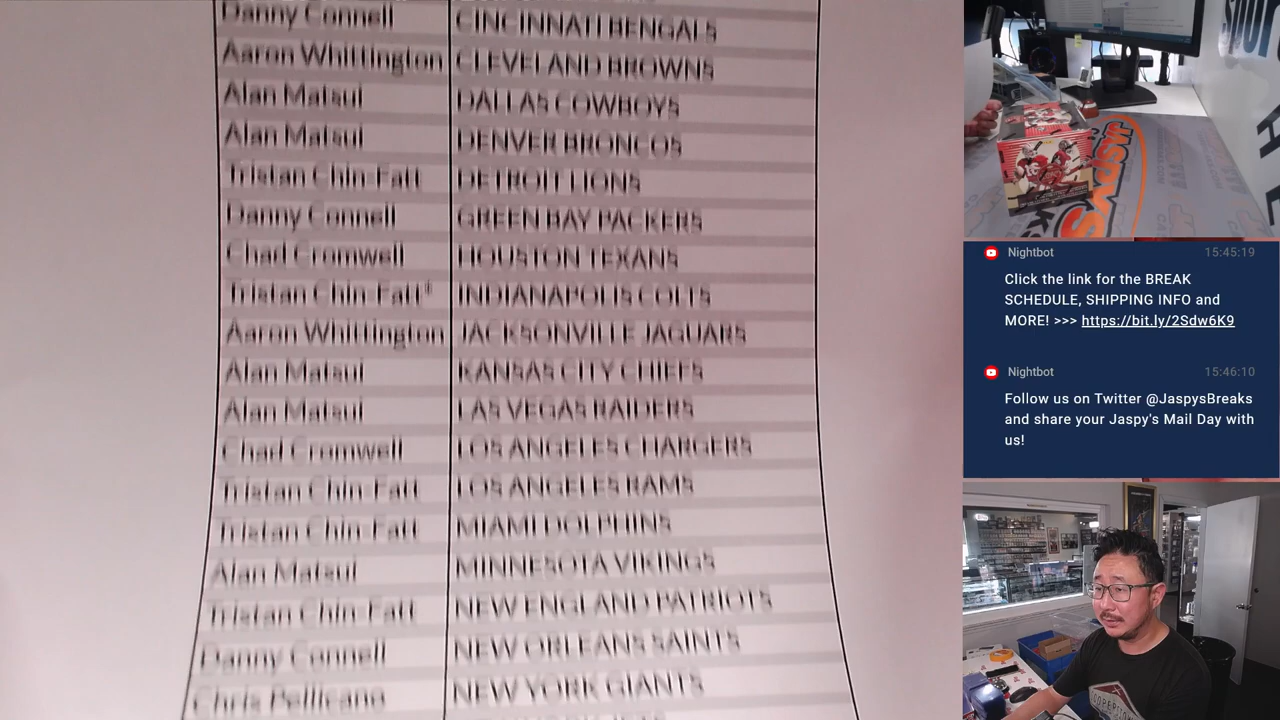 Danny Connell CINCINNATI BENGALS
Aaron Whittington CLEVELAND BROWNS
Alan Matsui DALLAS COWBOYS
Alan Matsui DENVER BRONCOS
Tristan Chin-Fatt DETROIT LIONS
Danny Connell GREEN BAY PACKERS
Chad Cromwell HOUSTON TEXANS
Tristan Chin-Fatt INDIANAPOLIS COLTS
Aaron Whittington JACKSONVILLE JAGUARS
Alan Matsui KANSAS CITY CHIEFS
Alan Matsui LAS VEGAS RAIDERS
Chad Cromwell LOS ANGELES CHARGERS
Tristan Chin-Fatt LOS ANGELES RAMS
Tristan Chin-Fatt MIAMI DOLPHINS
Alan Matsui MINNESOTA VIKINGS
Tristan Chin-Fatt NEW ENGLAND PATRIOTS
Danny Connell NEW ORLEANS SAINTS
Chris Pellicano NEW YORK GIANTS
JASPY'S
Nightbot 15:45:19
Click the link for the BREAK
SCHEDULE, SHIPPING INFO and
MORE! >>> https://bit.ly/2Sdw6K9
Nightbot 15:46:10
Follow us on Twitter @JaspysBreaks
and share your Jaspy's Mail Day with
us!